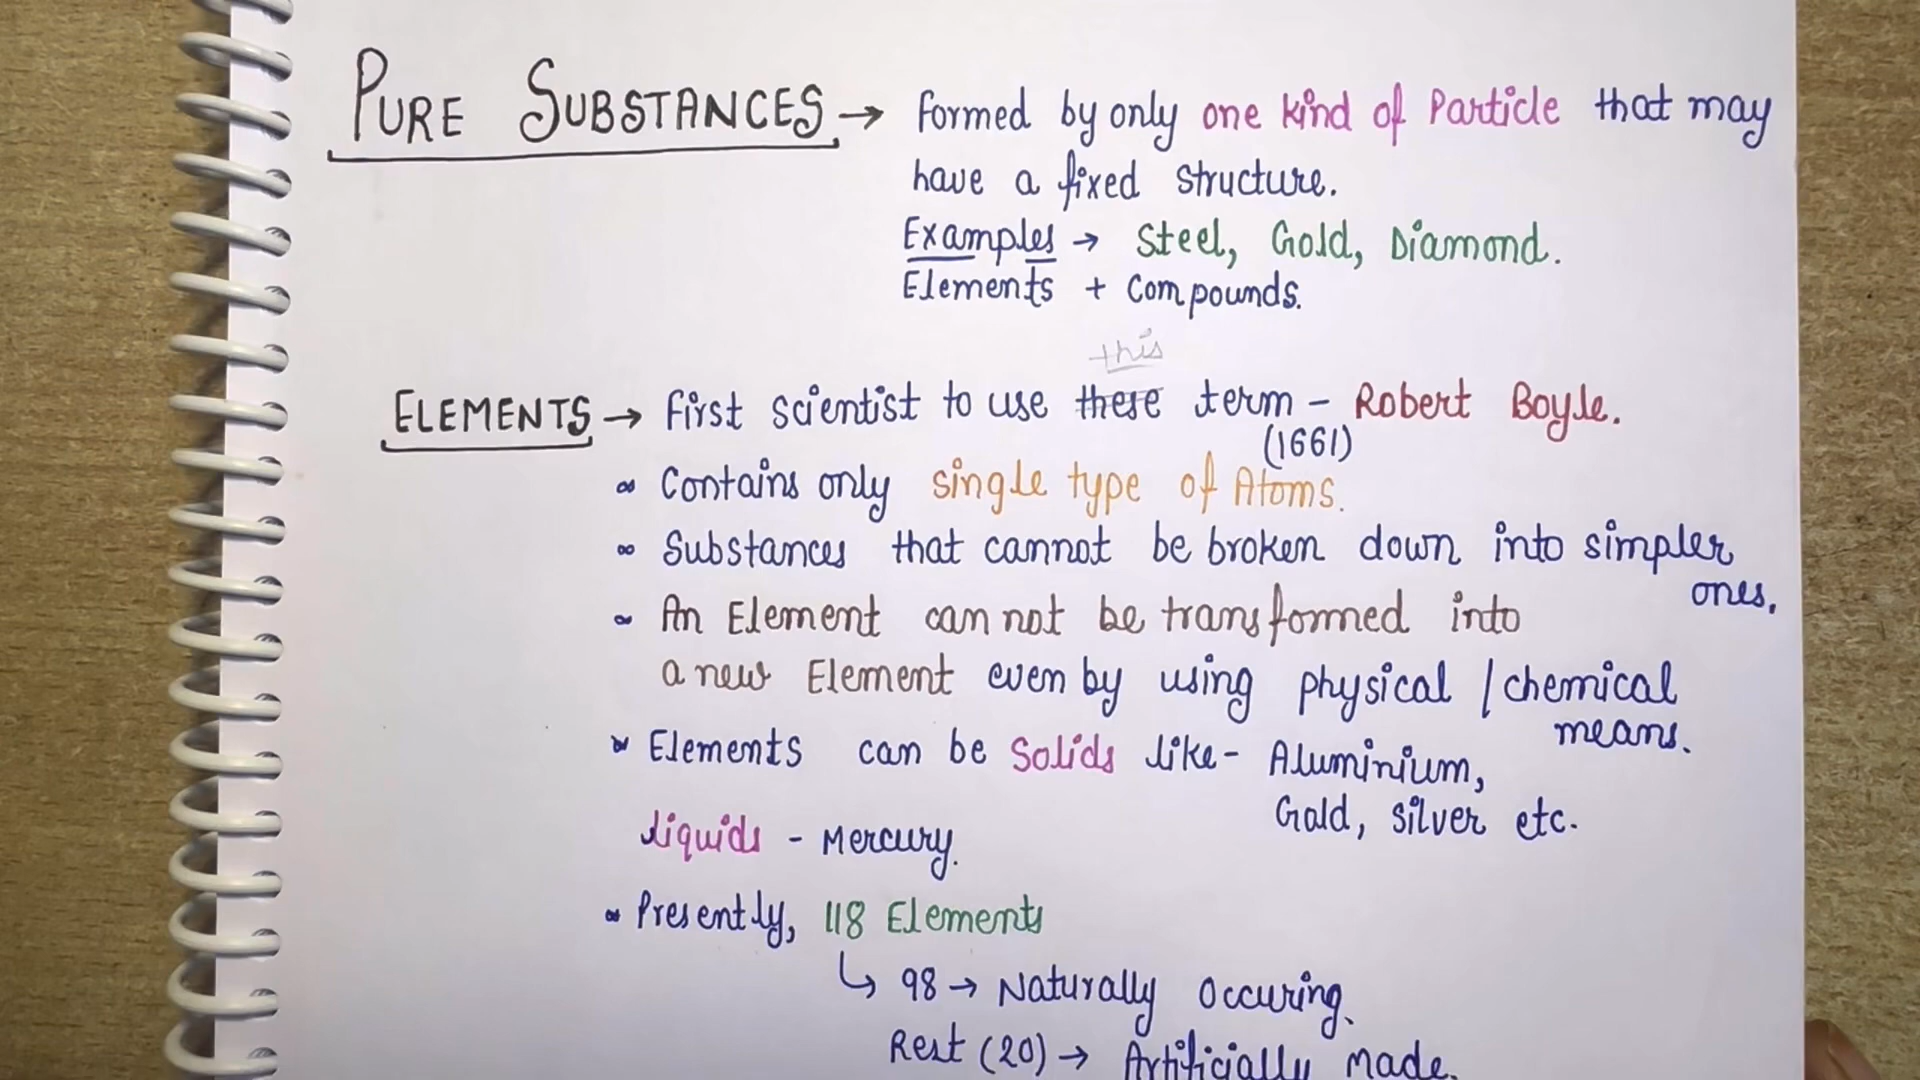 PURE SUBSTANCES → Formed by only one kind of Particle that may
have a fixed structure.
Examples → Steel, Gold, Diamond.
Elements + Compounds.
this
ELEMENTS → First scientist to use these term – Robert Boyle.
(1661)
Contains only single type of Atoms.
Substances that cannot be broken down into simpler
ones.
An Element can not be transformed into
a new Element even by using physical / chemical
means.
Elements can be Solids like - Aluminium,
Gold, Silver etc.
liquids - Mercury.
Presently, 118 Elements
↳ 98 → Naturally Occuring.
Rest (20) → Artificially made.